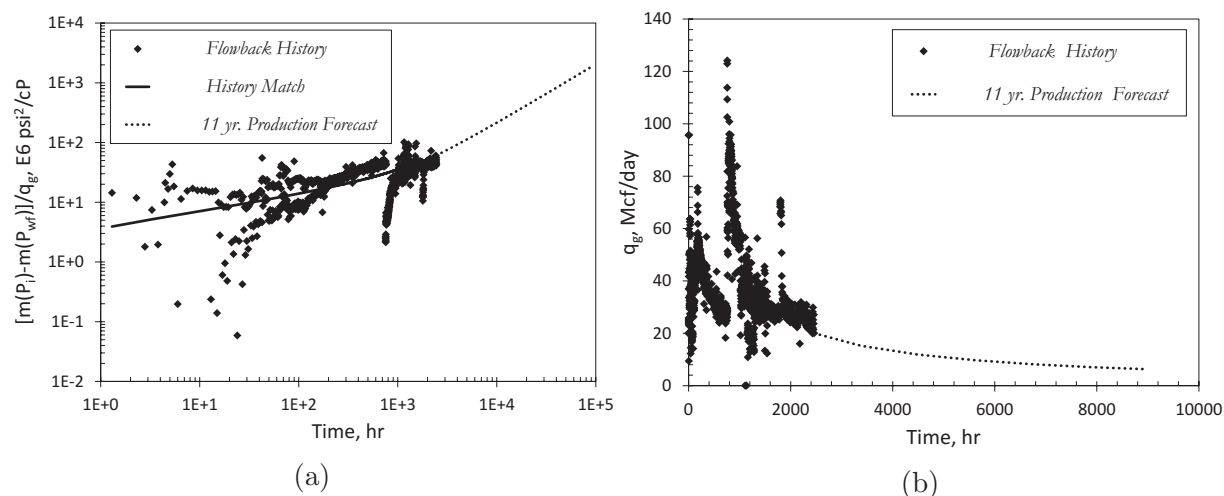 1E+4
1E+3
1E+2
1E+1
1E+0
1E-1
1E-2
[m(Pi)-m(Pwf)]/qg, E6 psi²/cP
Flowback History
History Match
11 yr. Production Forecast
1E+0 1E+1 1E+2 1E+3 1E+4 1E+5
Time, hr
(a)
140
120
100
80
60
40
20
0
qg, Mcf/day
Flowback History
11 yr. Production Forecast
0 2000 4000 6000 8000 10000
Time, hr
(b)